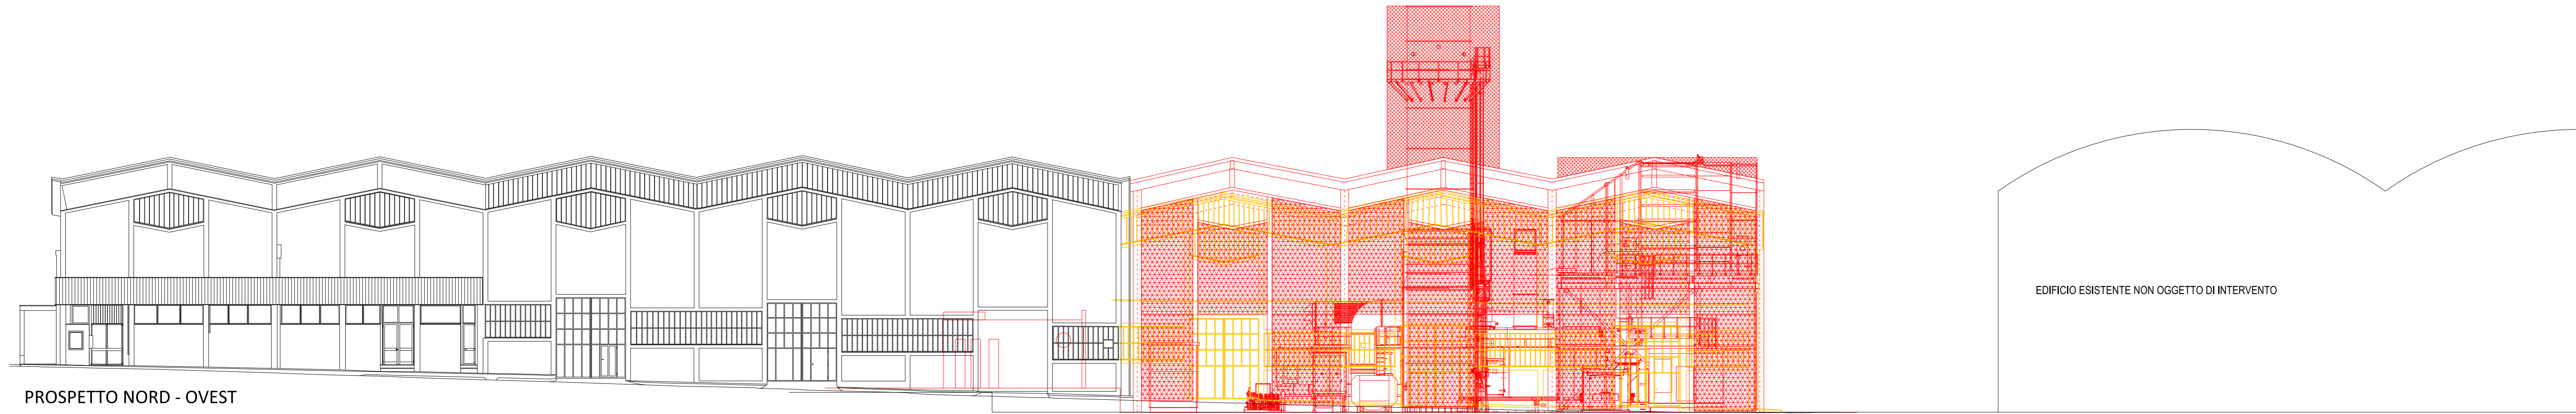 EDIFICIO ESISTENTE NON OGGETTO DI INTERVENTO
PROSPETTO NORD - OVEST